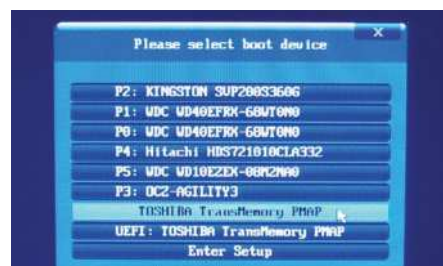 Please select boot device
P2: KINGSTON SVP200S360G
P1: WDC WD40EFRX-68WT0N0
P0: WDC WD40EFRX-68WT0N0
P4: Hitachi HDS721010CLA332
P5: WDC WD10EZEX-08M2NA0
P3: OCZ-AGILITY3
TOSHIBA TransMemory PMAP
UEFI: TOSHIBA TransMemory PMAP
Enter Setup